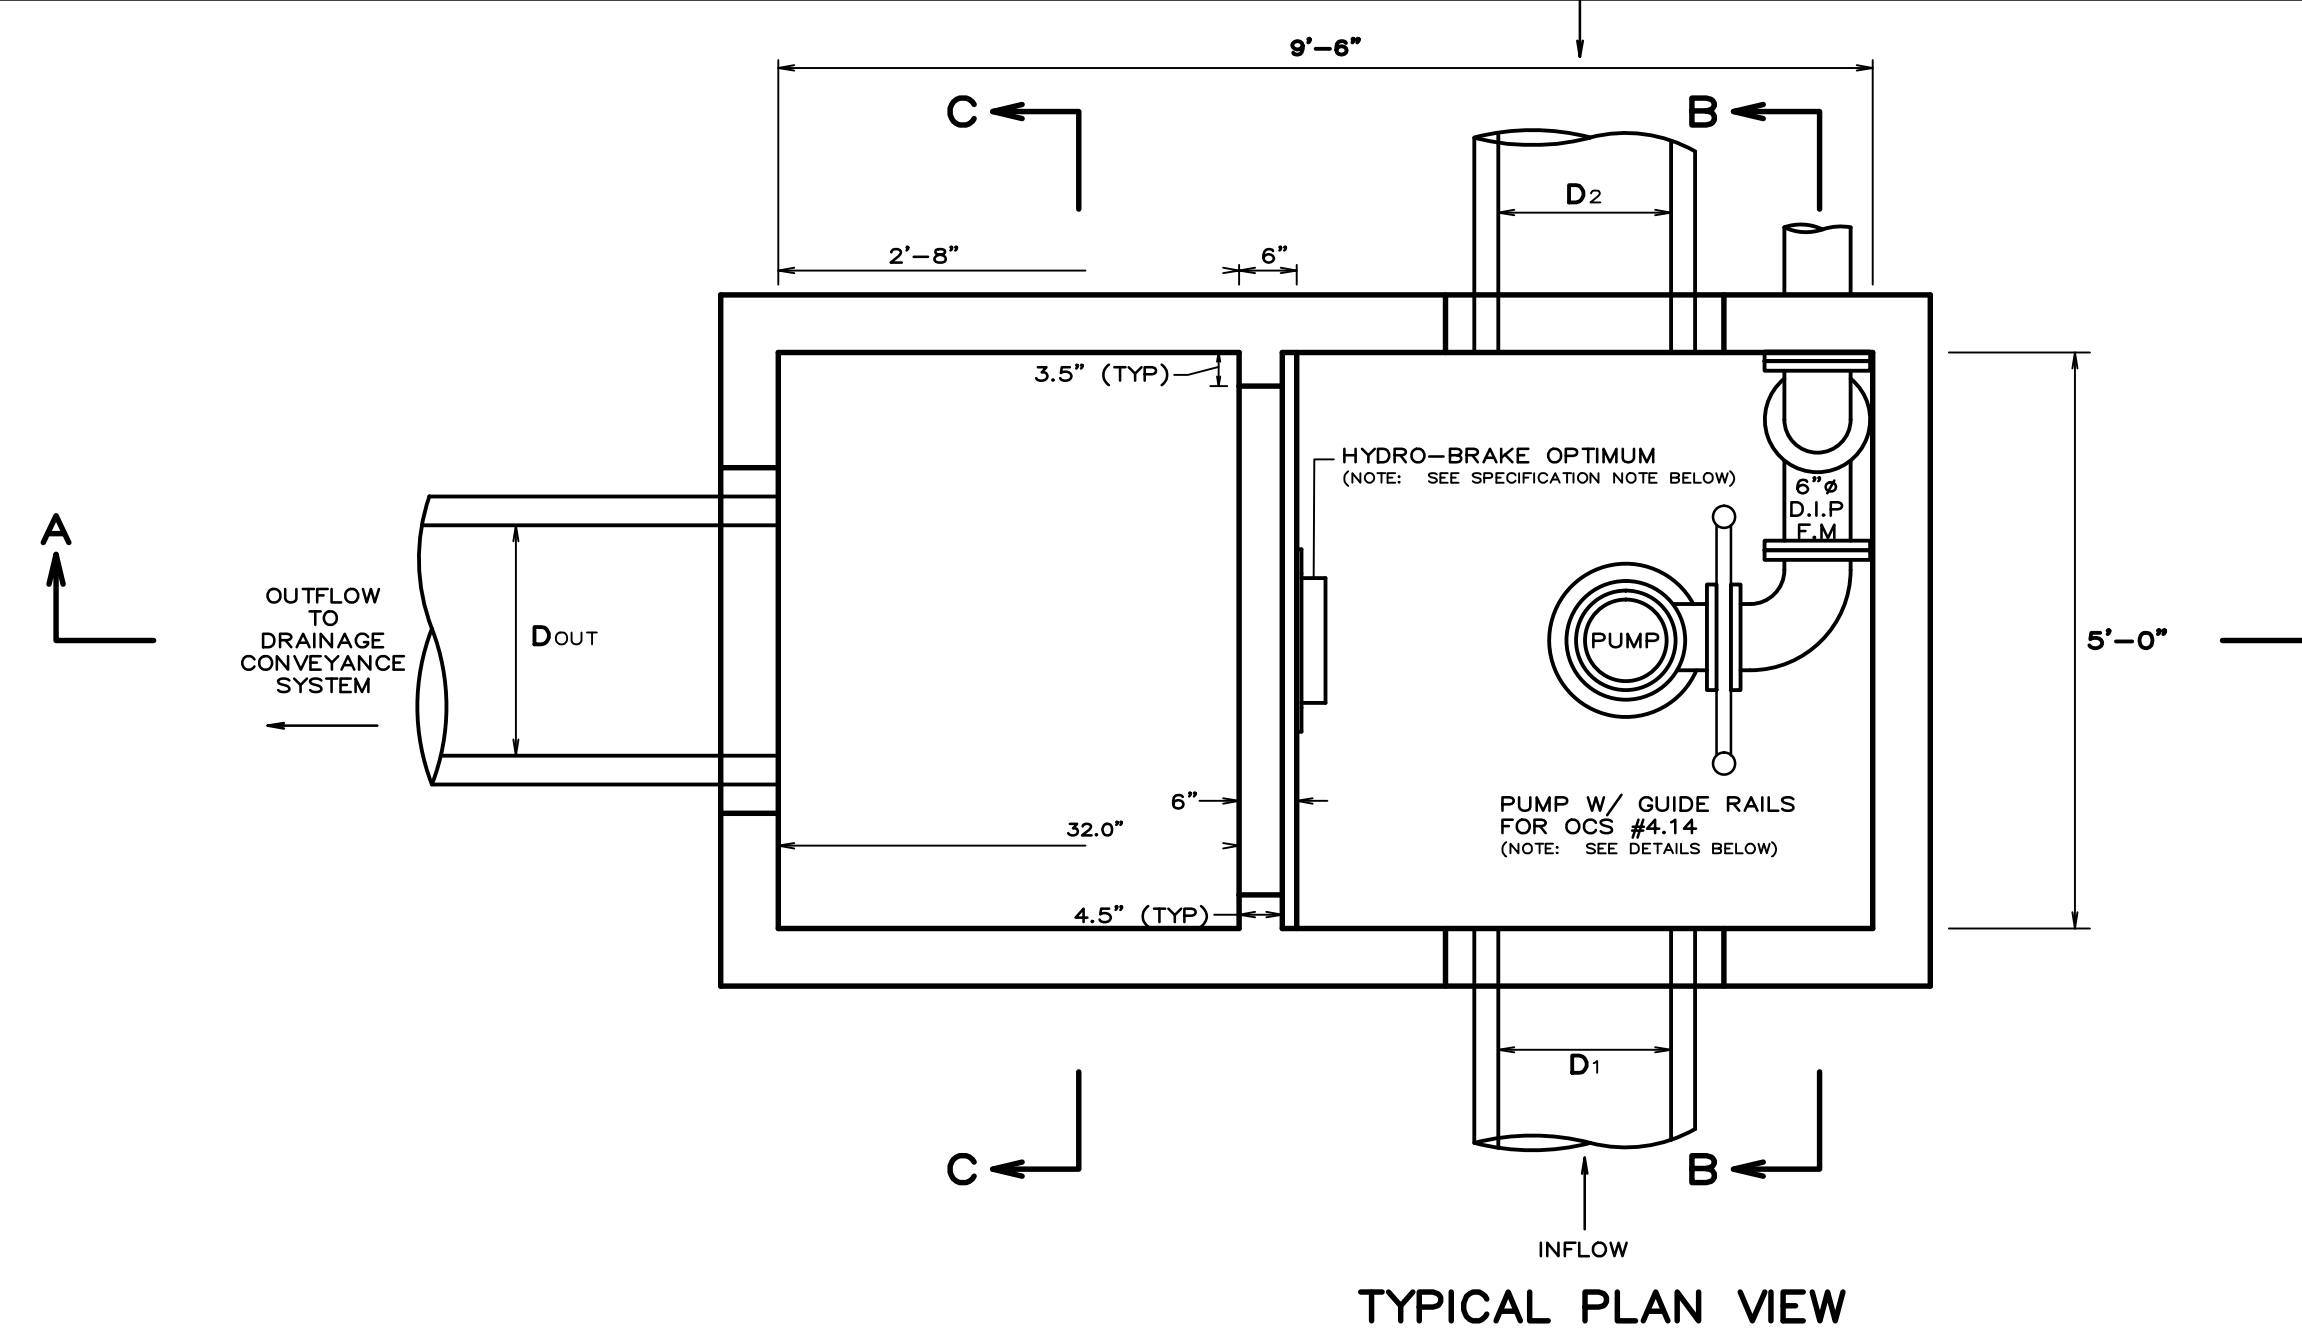 9'-6"
C
B
D2
2'-8"
6"
3.5" (TYP)
HYDRO-BRAKE OPTIMUM
(NOTE: SEE SPECIFICATION NOTE BELOW)
6"ø
D.I.P
F.M
A
OUTFLOW
TO
DRAINAGE
CONVEYANCE
SYSTEM
DOUT
PUMP
5'-0"
6"
32.0"
PUMP W/ GUIDE RAILS
FOR OCS #4.14
(NOTE: SEE DETAILS BELOW)
4.5" (TYP)
D1
C
B
INFLOW
TYPICAL PLAN VIEW